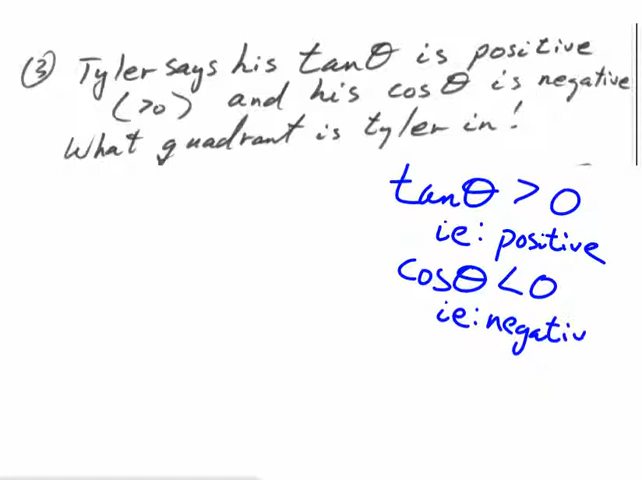 ③ Tyler says his tanθ is positive
(>0) and his cos θ is negative
What quadrant is tyler in!
tanθ > 0
ie: positive
cosθ < 0
ie: negativ